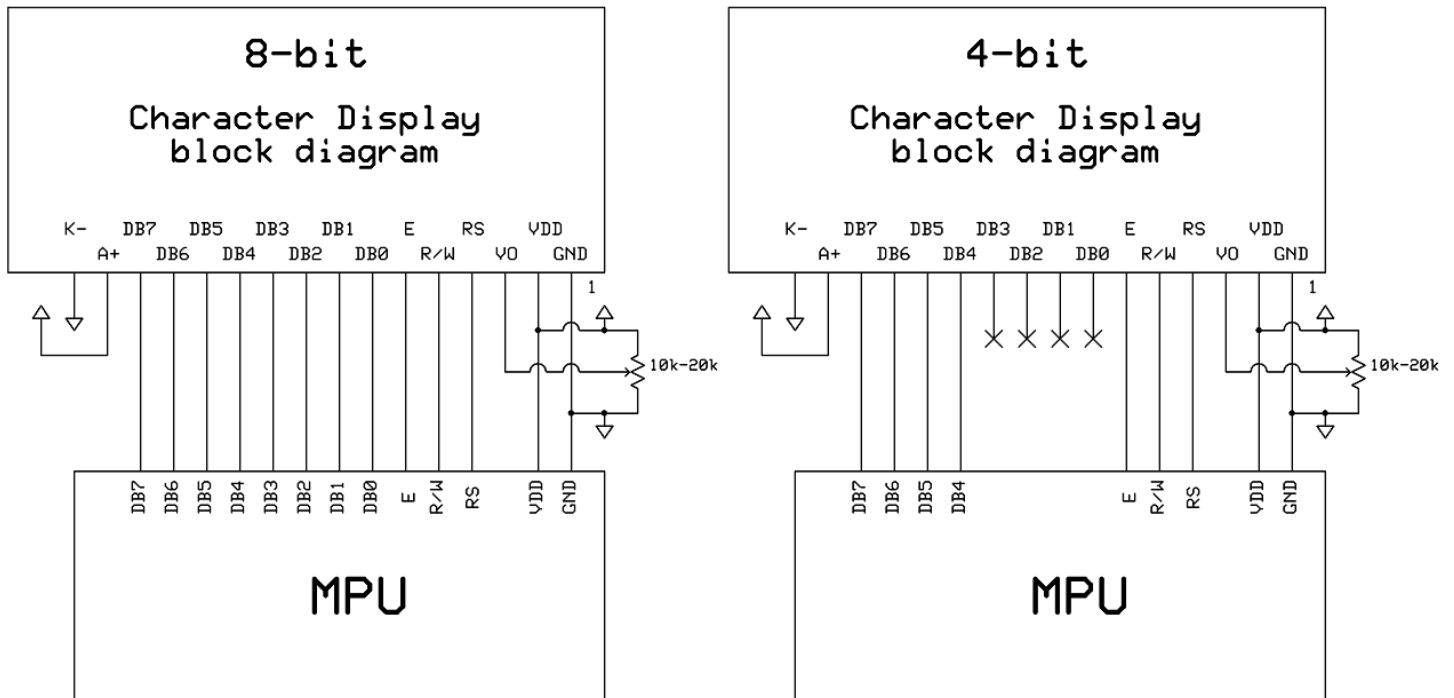 8-bit
Character Display
block diagram
K- DB7 DB5 DB3 DB1 E RS VDD
A+ DB6 DB4 DB2 DB0 R/W VO GND
1
10k-20k
DB7 DB6 DB5 DB4 DB3 DB2 DB1 DB0 E R/W RS VDD GND
MPU
4-bit
Character Display
block diagram
K- DB7 DB5 DB3 DB1 E RS VDD
A+ DB6 DB4 DB2 DB0 R/W VO GND
1
10k-20k
DB7 DB6 DB5 DB4 E R/W RS VDD GND
MPU